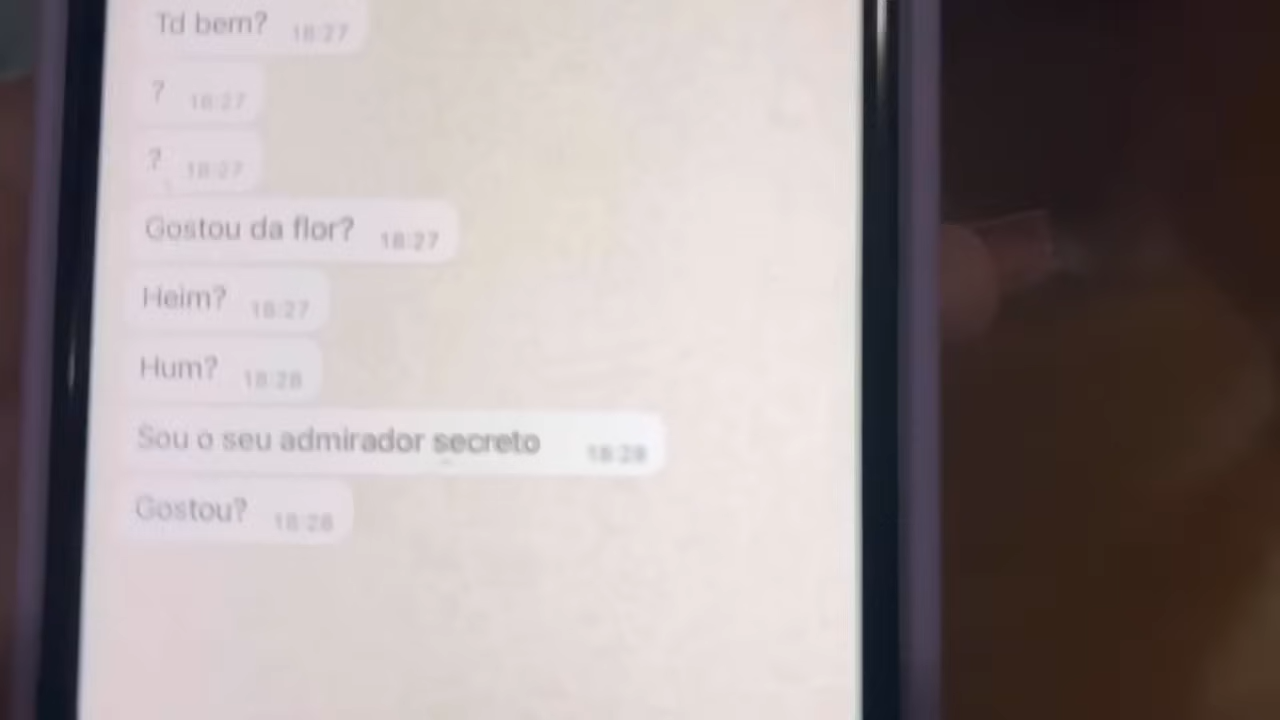 Td bem? 18:27
? 18:27
? 18:27
Gostou da flor? 18:27
Heim? 18:27
Hum? 18:28
Sou o seu admirador secreto 18:28
Gostou? 18:28